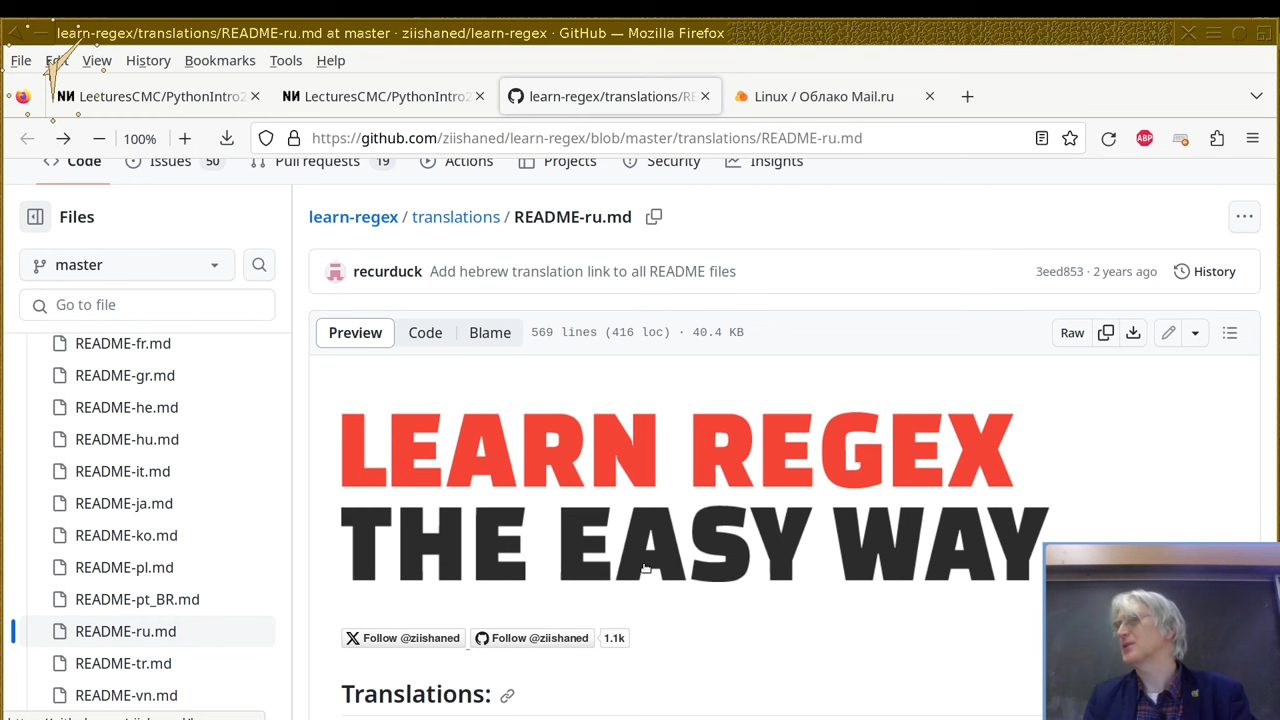 learn-regex/translations/README-ru.md at master · ziishaned/learn-regex · GitHub — Mozilla Firefox
File Edit View History Bookmarks Tools Help
LecturesCMC/PythonIntro2 LecturesCMC/PythonIntro2 learn-regex/translations/RE Linux / Облако Mail.ru
100% https://github.com/ziishaned/learn-regex/blob/master/translations/README-ru.md ABP
Code Issues 50 Pull requests 19 Actions Projects Security Insights
Files
learn-regex / translations / README-ru.md
master
recurduck Add hebrew translation link to all README files 3eed853 · 2 years ago History
Go to file
Preview Code Blame 569 lines (416 loc) · 40.4 KB Raw
README-fr.md
README-gr.md
README-he.md
README-hu.md
README-it.md
README-ja.md
README-ko.md
README-pl.md
README-pt_BR.md
README-ru.md
README-tr.md
README-vn.md
LEARN REGEX
THE EASY WAY
Follow @ziishaned Follow @ziishaned 1.1k
Translations: